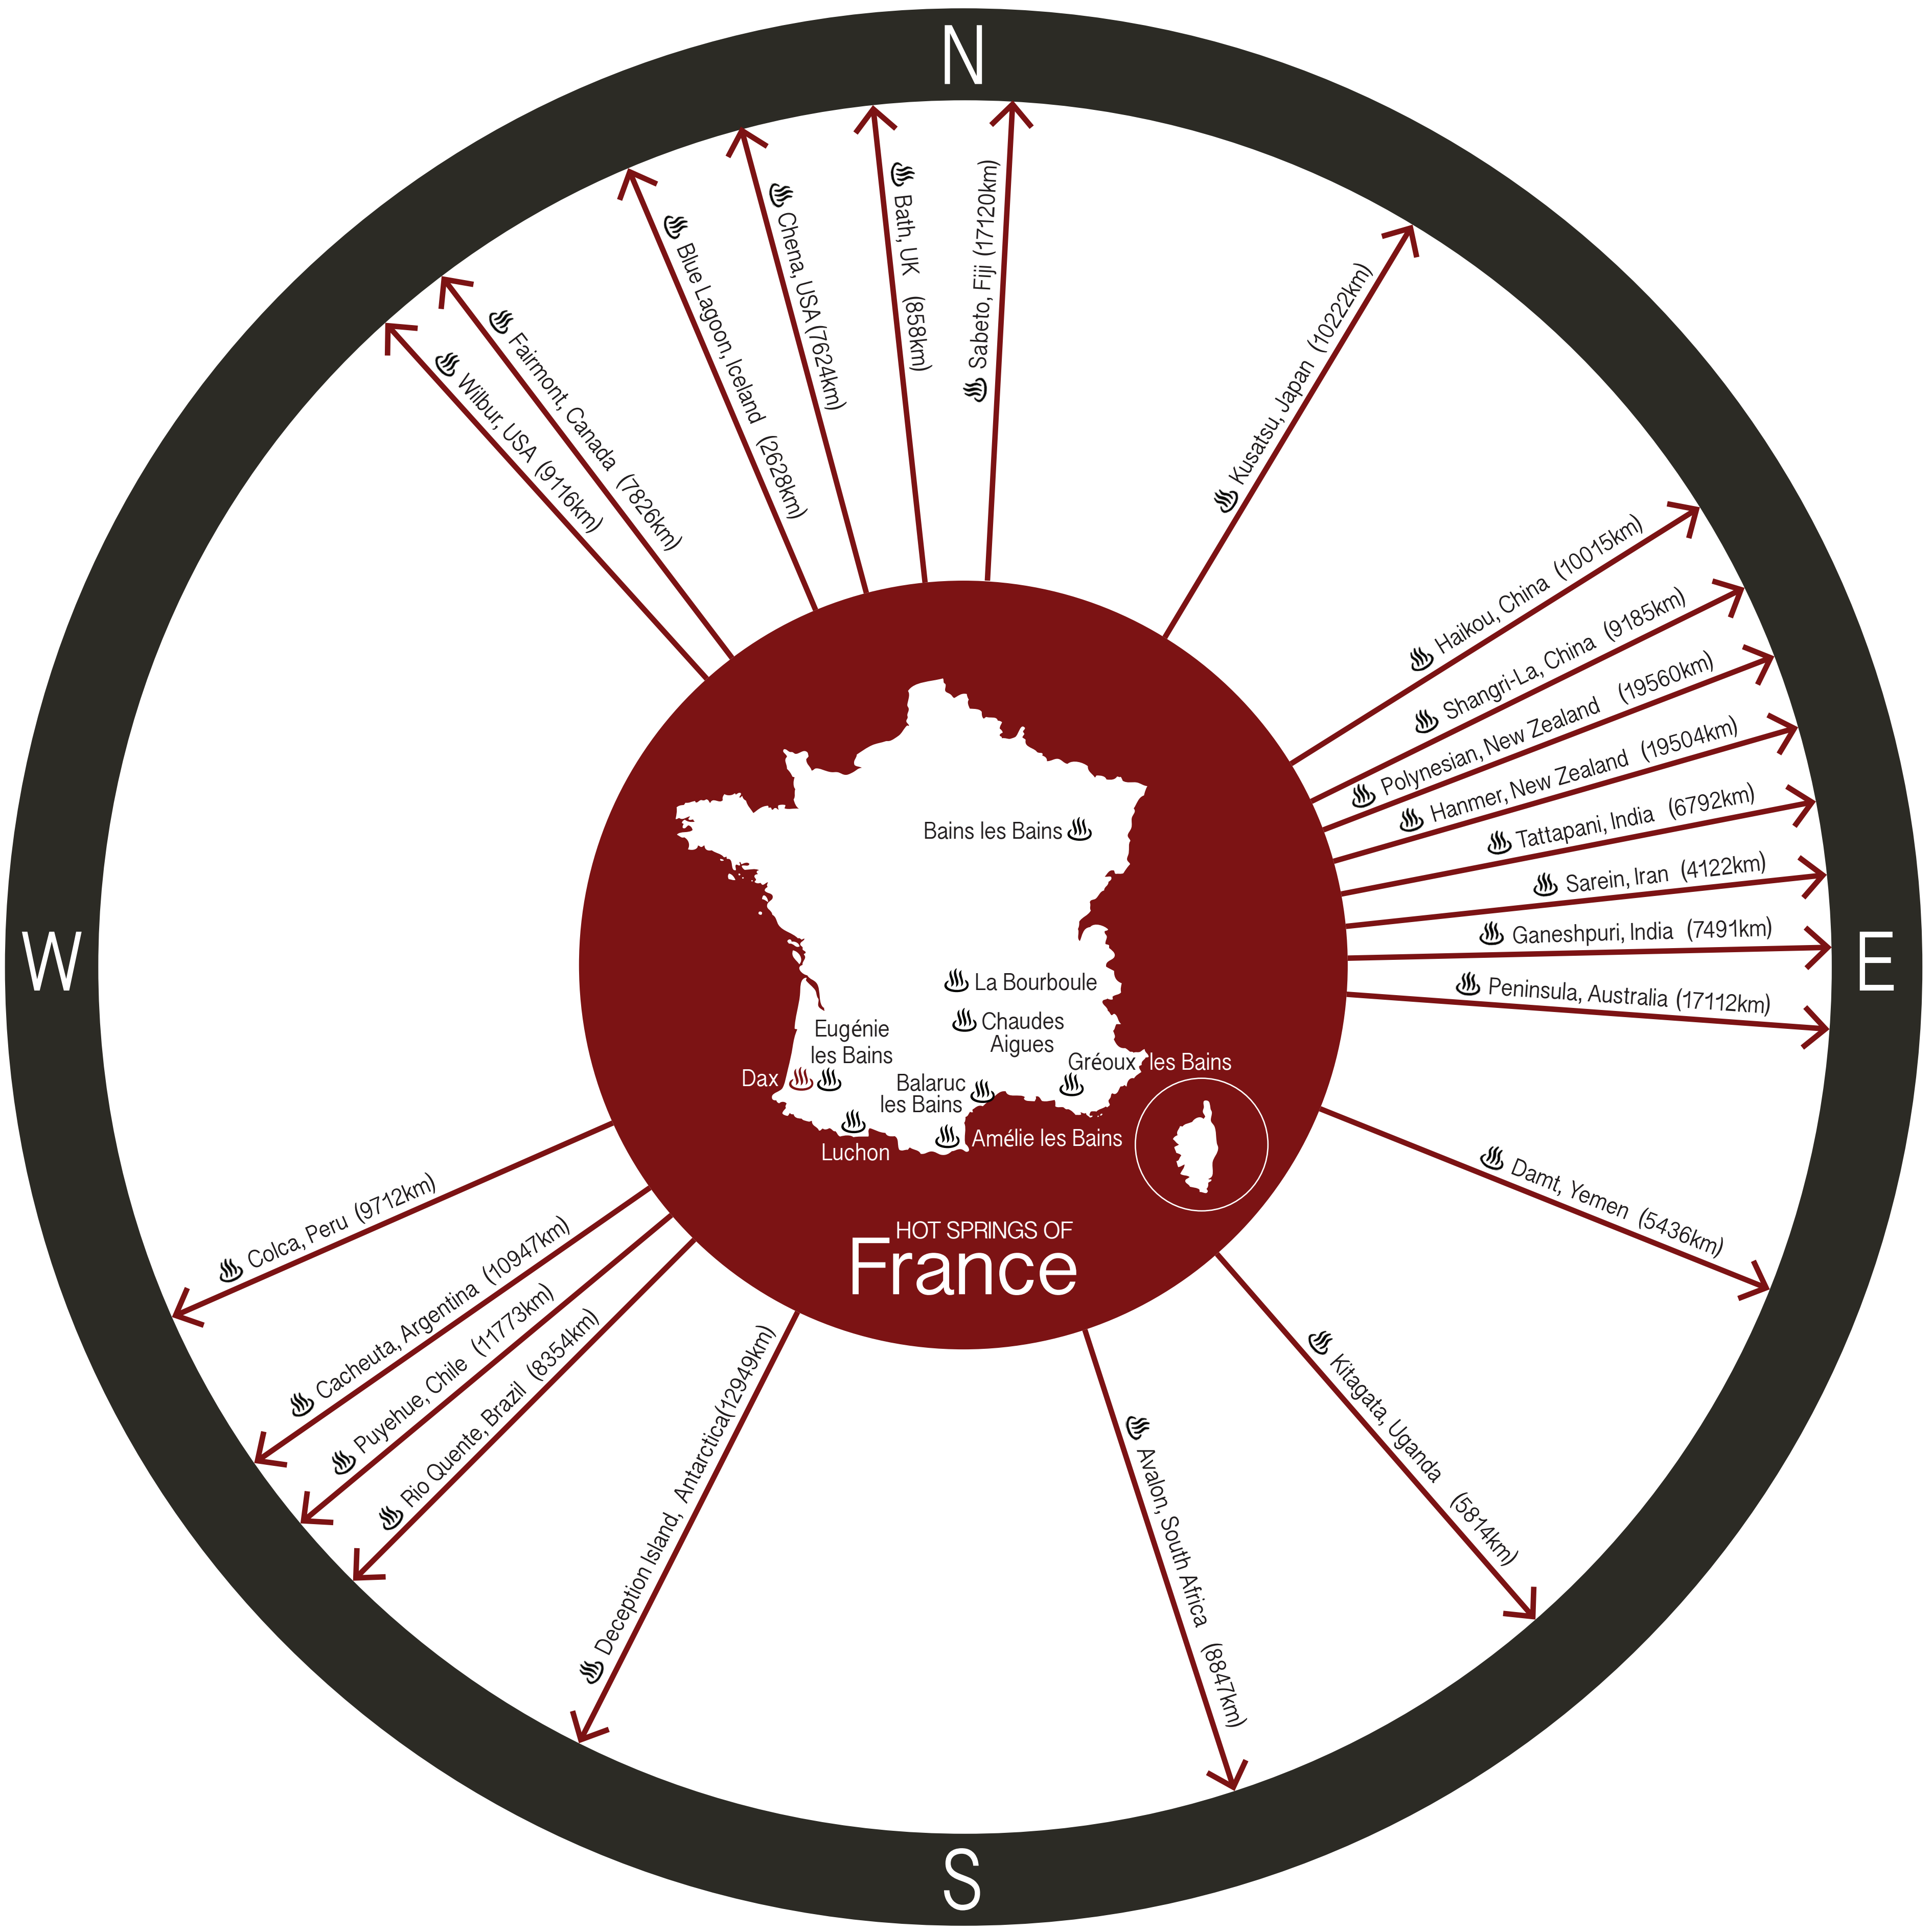 N
Wilbur, USA (9116km)
Fairmont, Canada (7826km)
Blue Lagoon, Iceland (2628km)
Chena, USA (7624km)
Bath, UK (858km)
Sabeto, Fiji (17120km)
Kusatsu, Japan (10222km)
Haikou, China (10015km)
Shangri-La, China (9185km)
Polynesian, New Zealand (19560km)
Hanmer, New Zealand (19504km)
Tattapani, India (6792km)
Sarein, Iran (4122km)
Ganeshpuri, India (7491km)
Peninsula, Australia (17112km)
W
E
Bains les Bains
La Bourboule
Chaudes
Aigues
Eugénie
les Bains
Gréoux les Bains
Dax
Balaruc
les Bains
Amélie les Bains
Luchon
HOT SPRINGS OF
France
Damt, Yemen (5436km)
Kitagata, Uganda (5814km)
Avalon, South Africa (8847km)
Deception Island, Antarctica(12949km)
Rio Quente, Brazil (8354km)
Puyehue, Chile (11773km)
Cacheuta, Argentina (10947km)
Colca, Peru (9712km)
S